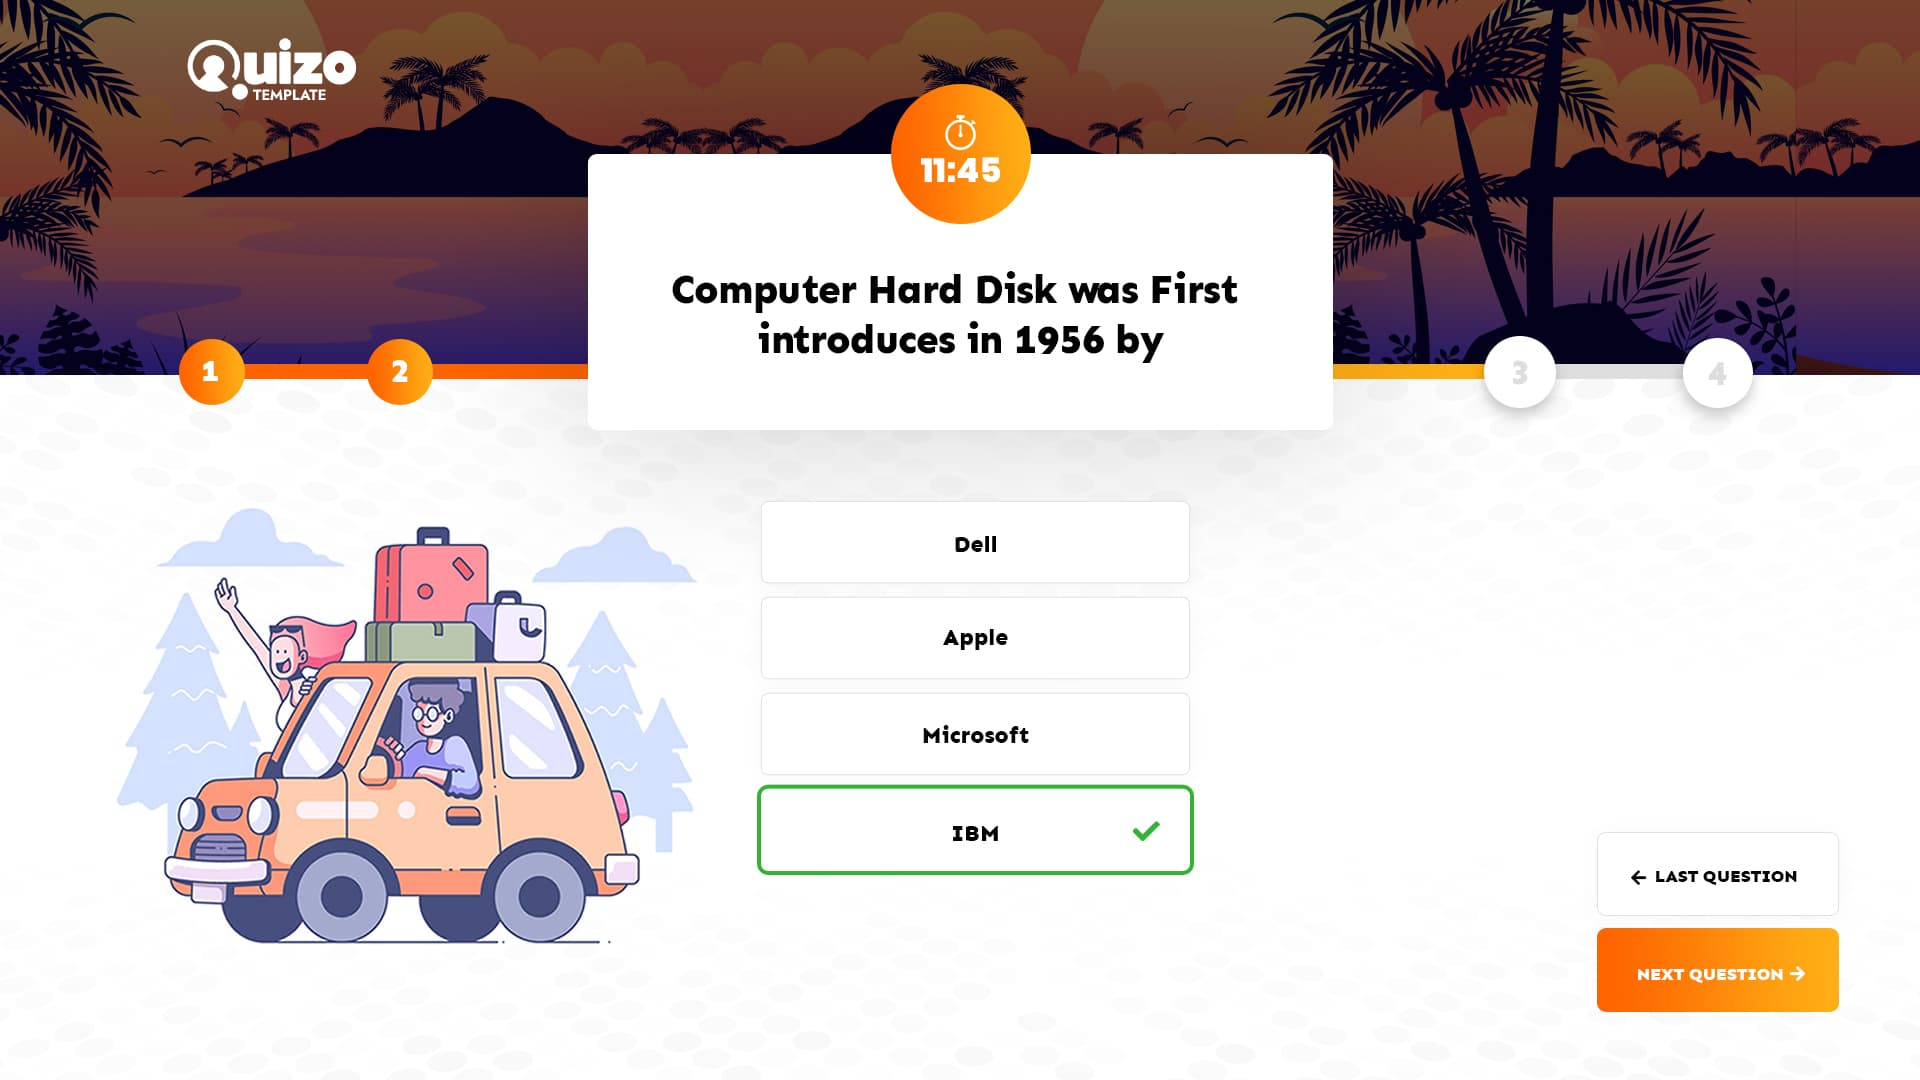 Quizo
TEMPLATE
11:45
Computer Hard Disk was First
introduces in 1956 by
1
2
3
4
Dell
Apple
Microsoft
IBM
LAST QUESTION
NEXT QUESTION